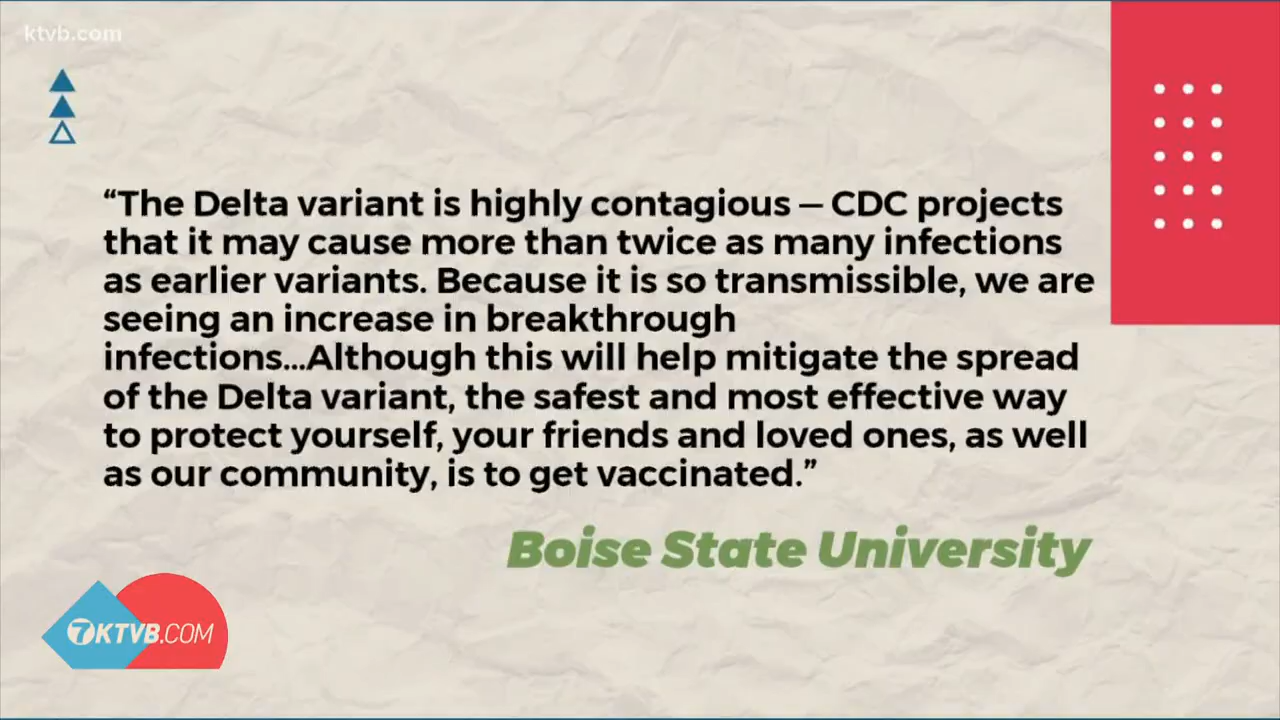 ktvb.com
“The Delta variant is highly contagious — CDC projects
that it may cause more than twice as many infections
as earlier variants. Because it is so transmissible, we are
seeing an increase in breakthrough
infections...Although this will help mitigate the spread
of the Delta variant, the safest and most effective way
to protect yourself, your friends and loved ones, as well
as our community, is to get vaccinated.”
Boise State University
7KTVB.COM